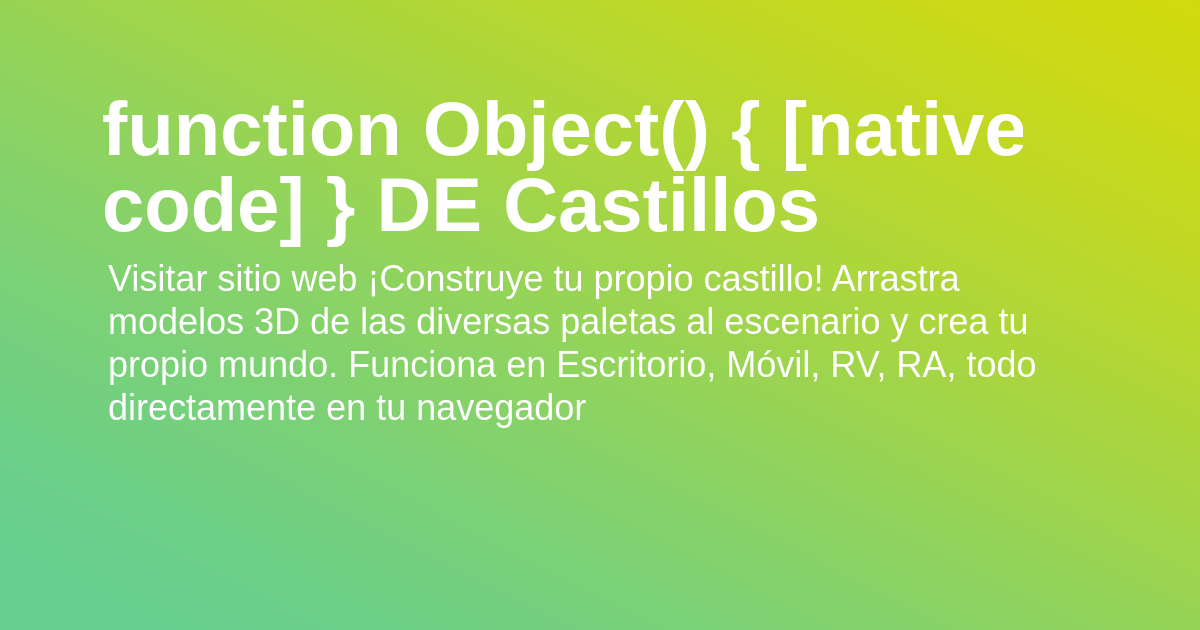 function Object() { [native
code] } DE Castillos
Visitar sitio web ¡Construye tu propio castillo! Arrastra
modelos 3D de las diversas paletas al escenario y crea tu
propio mundo. Funciona en Escritorio, Móvil, RV, RA, todo
directamente en tu navegador